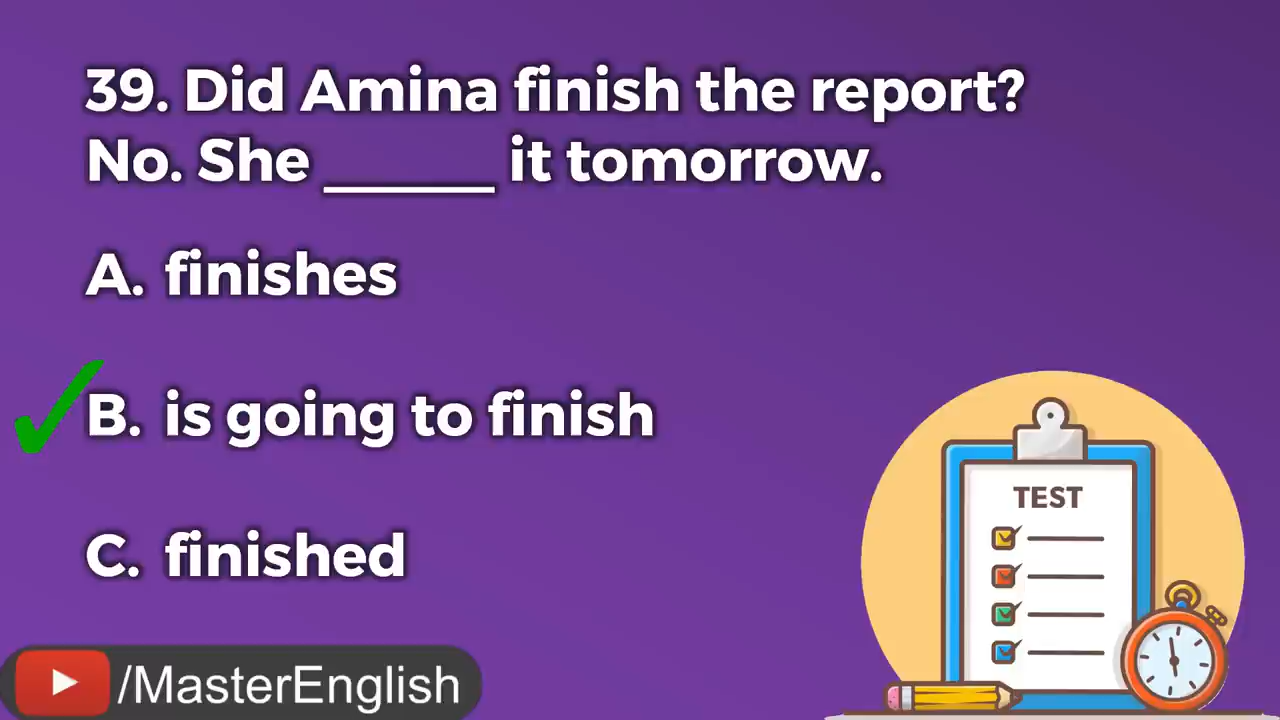 39. Did Amina finish the report?
No. She ______ it tomorrow.
A. finishes
B. is going to finish
C. finished
TEST
/MasterEnglish